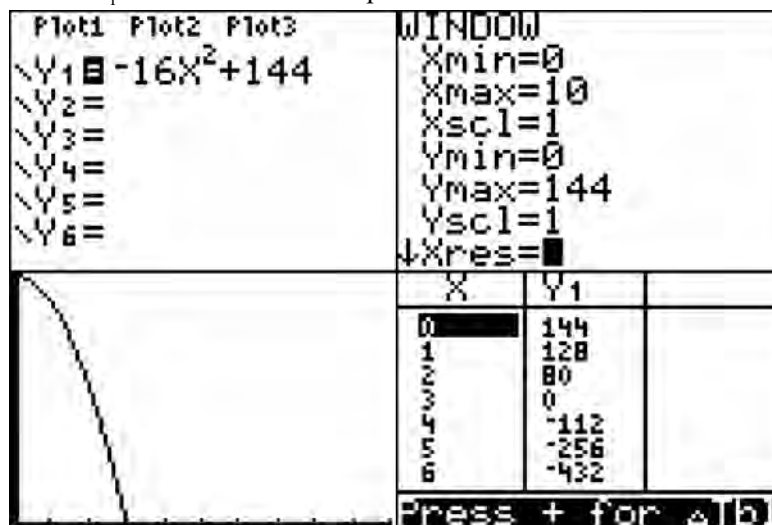 Plot1 Plot2 Plot3
\Y1=-16X²+144
\Y2=
\Y3=
\Y4=
\Y5=
\Y6=
WINDOW
Xmin=0
Xmax=10
Xscl=1
Ymin=0
Ymax=144
Yscl=1
↓Xres=
X Y1
0 144
1 128
2 80
3 0
4 -112
5 -256
6 -432
Press + for △Tbl